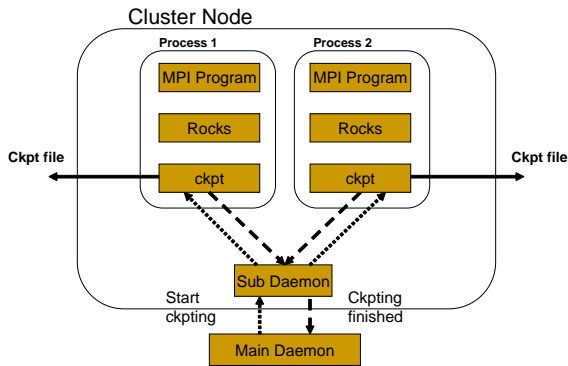 Cluster Node
Process 1
Process 2
MPI Program
MPI Program
Rocks
Rocks
Ckpt file
ckpt
ckpt
Ckpt file
Sub Daemon
Start
ckpting
Ckpting
finished
Main Daemon